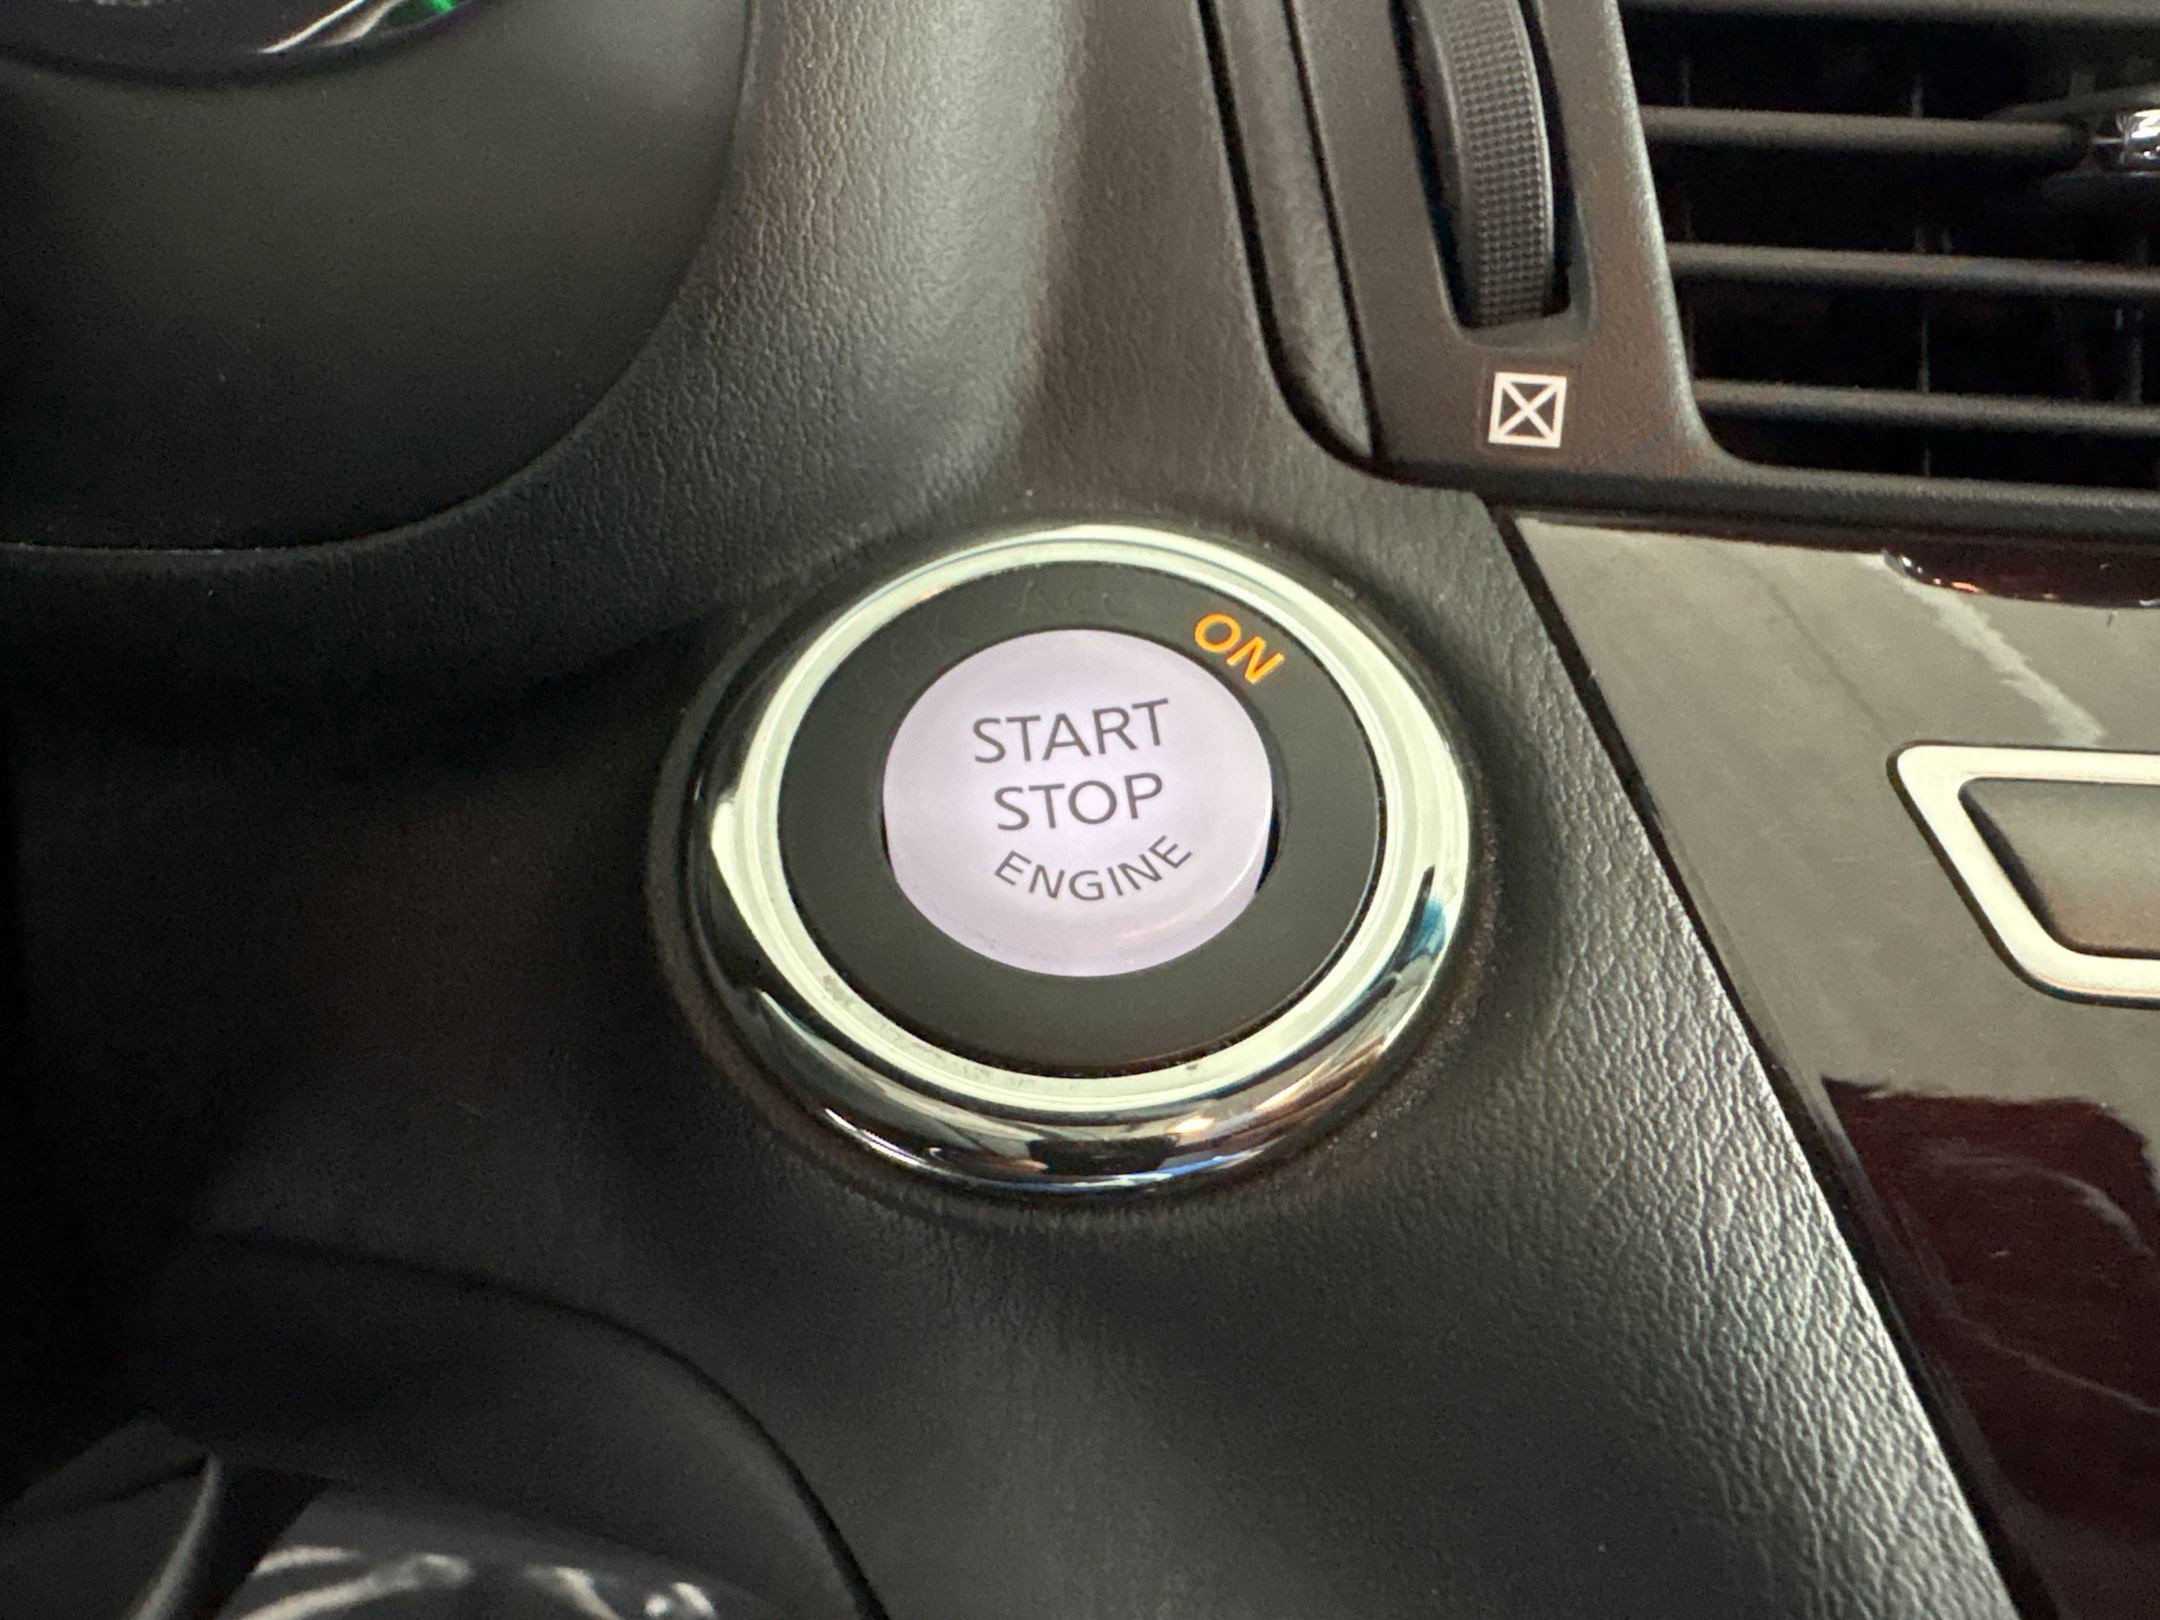 ON
START
STOP
ENGINE